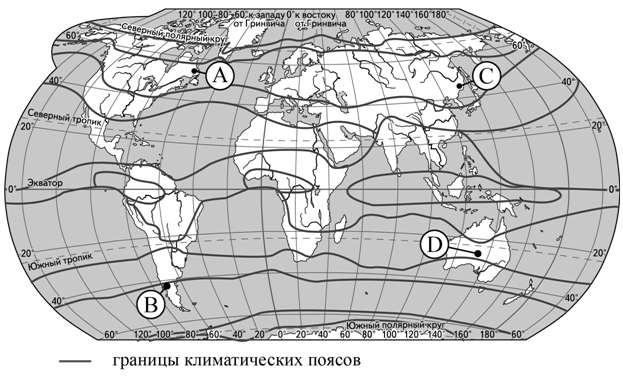 120° 100° 80° 60° к западу 0° к востоку 80° 100° 120° 140° 160° 180°
от Гринвича от Гринвича
Северный полярный круг
60° 60°
A
C
40° 40°
Северный тропик
20° 20°
Экватор
0° 0°
D
20° 20°
Южный тропик
B
40° 40°
Южный полярный круг
60° 120° 100° 80° 60° 40° 20° 0° 20° 40° 60° 80° 100° 120° 140° 160° 180° 60°
границы климатических поясов